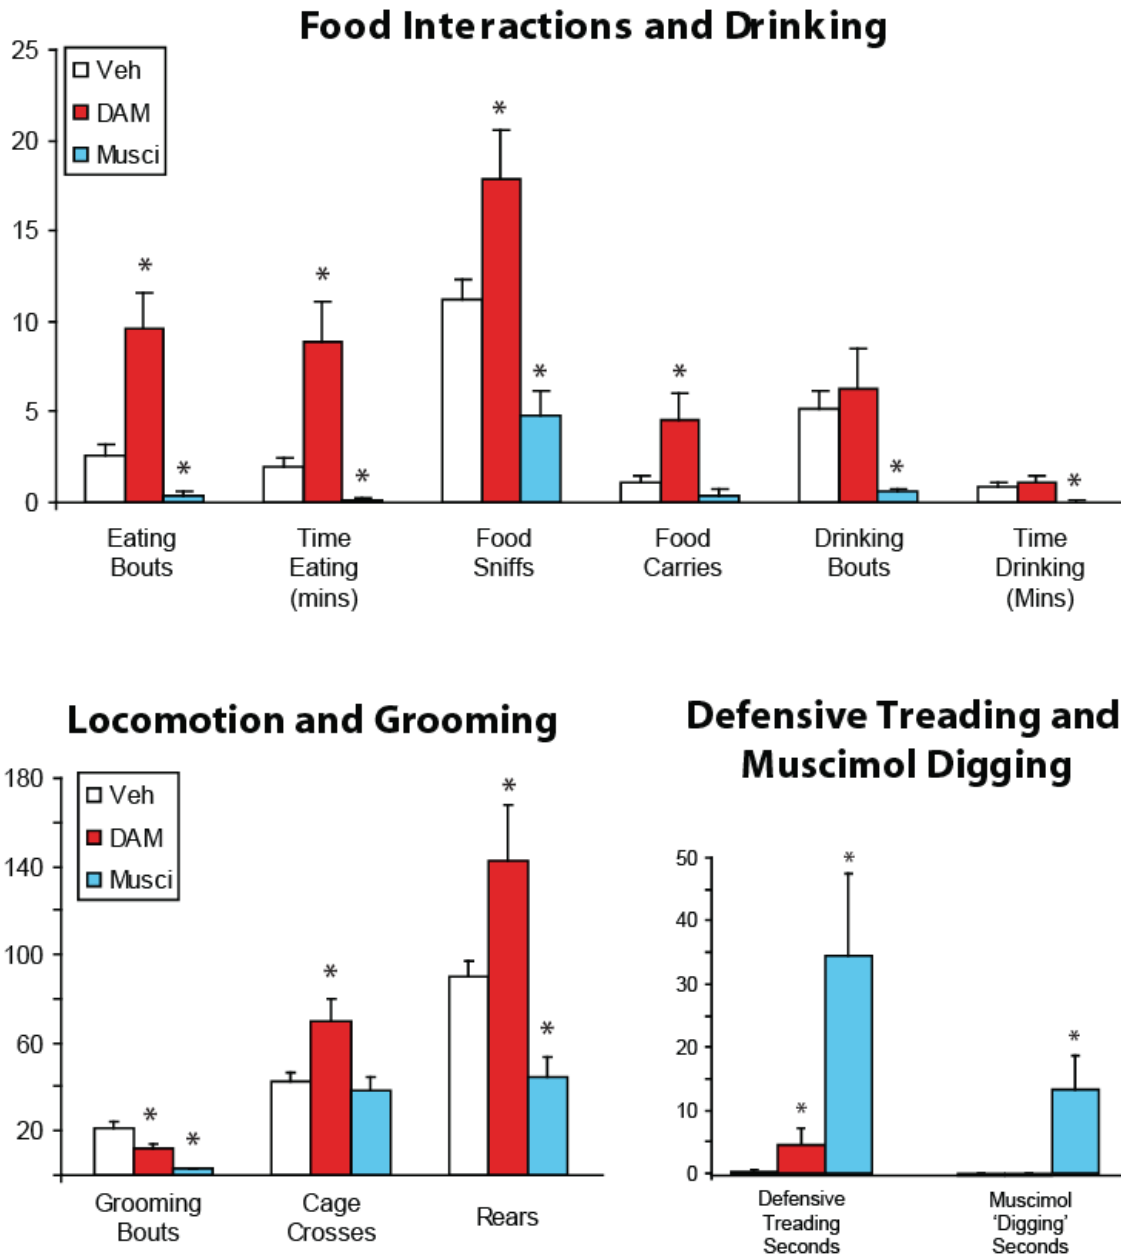 Food Interactions and Drinking
25
20
15
10
5
0
Veh
DAM
Musci
*
*
*
*
*
*
*
*
*
Eating
Bouts
Time
Eating
(mins)
Food
Sniffs
Food
Carries
Drinking
Bouts
Time
Drinking
(Mins)
Locomotion and Grooming
180
140
100
60
20
Veh
DAM
Musci
*
*
*
*
*
Grooming
Bouts
Cage
Crosses
Rears
Defensive Treading and
Muscimol Digging
50
40
30
20
10
0
*
*
*
Defensive
Treading
Seconds
Muscimol
‘Digging’
Seconds